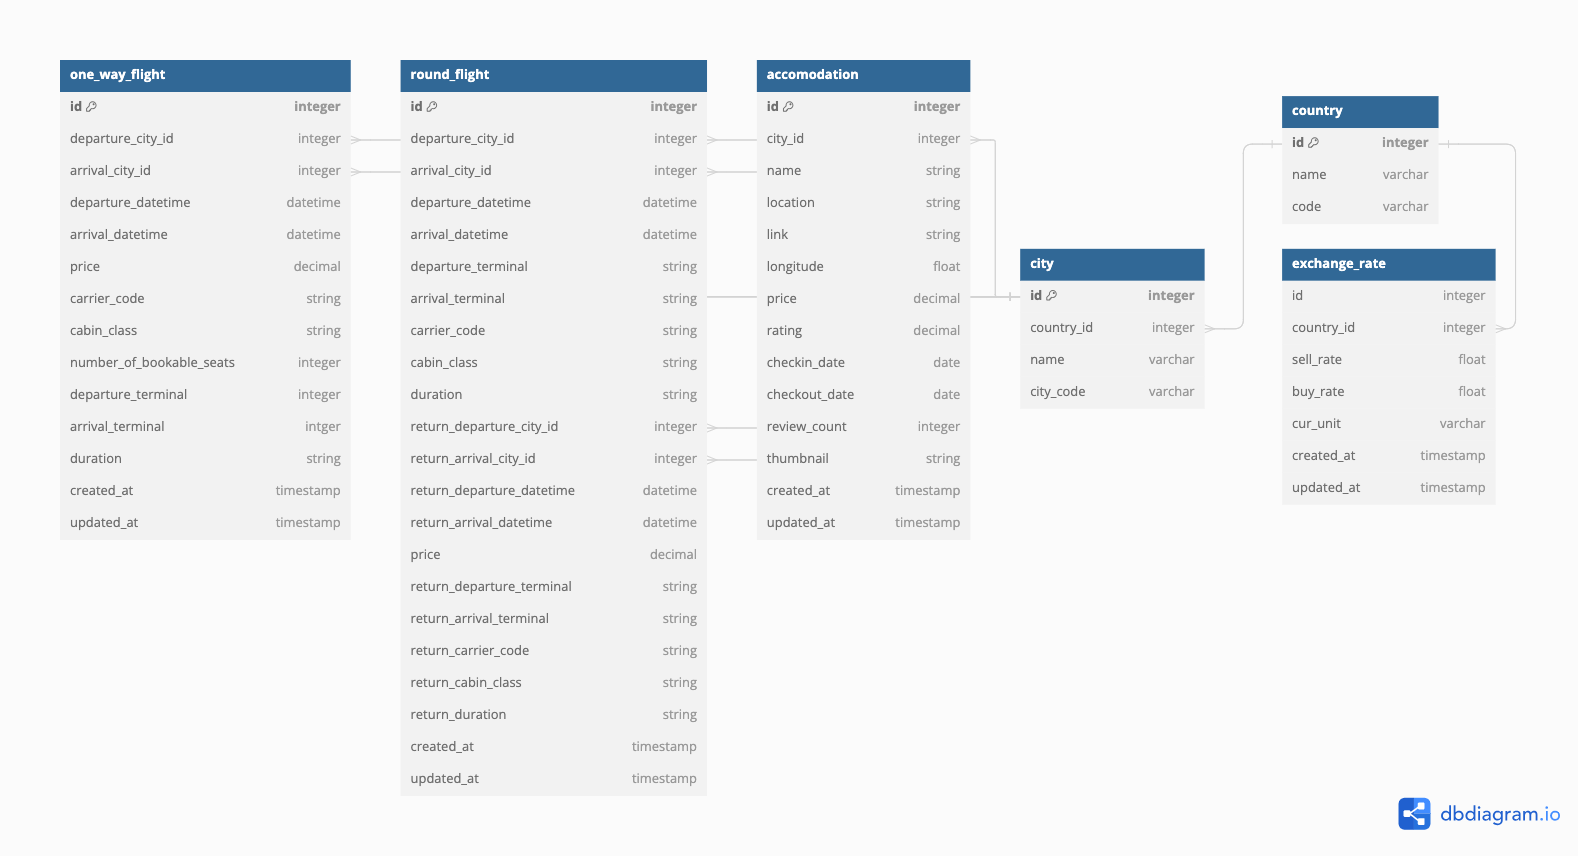 one_way_flight
id integer
departure_city_id integer
arrival_city_id integer
departure_datetime datetime
arrival_datetime datetime
price decimal
carrier_code string
cabin_class string
number_of_bookable_seats integer
departure_terminal integer
arrival_terminal intger
duration string
created_at timestamp
updated_at timestamp
round_flight
id integer
departure_city_id integer
arrival_city_id integer
departure_datetime datetime
arrival_datetime datetime
departure_terminal string
arrival_terminal string
carrier_code string
cabin_class string
duration string
return_departure_city_id integer
return_arrival_city_id integer
return_departure_datetime datetime
return_arrival_datetime datetime
price decimal
return_departure_terminal string
return_arrival_terminal string
return_carrier_code string
return_cabin_class string
return_duration string
created_at timestamp
updated_at timestamp
accomodation
id integer
city_id integer
name string
location string
link string
longitude float
price decimal
rating decimal
checkin_date date
checkout_date date
review_count integer
thumbnail string
created_at timestamp
updated_at timestamp
city
id integer
country_id integer
name varchar
city_code varchar
country
id integer
name varchar
code varchar
exchange_rate
id integer
country_id integer
sell_rate float
buy_rate float
cur_unit varchar
created_at timestamp
updated_at timestamp
dbdiagram.io